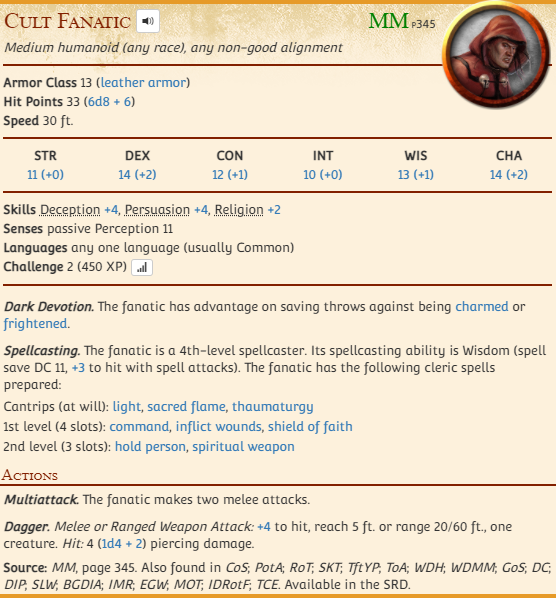 Cult Fanatic MM P345
Medium humanoid (any race), any non-good alignment
Armor Class 13 (leather armor)
Hit Points 33 (6d8 + 6)
Speed 30 ft.
STR DEX CON INT WIS CHA
11 (+0) 14 (+2) 12 (+1) 10 (+0) 13 (+1) 14 (+2)
Skills Deception +4, Persuasion +4, Religion +2
Senses passive Perception 11
Languages any one language (usually Common)
Challenge 2 (450 XP)
Dark Devotion. The fanatic has advantage on saving throws against being charmed or
frightened.
Spellcasting. The fanatic is a 4th-level spellcaster. Its spellcasting ability is Wisdom (spell
save DC 11, +3 to hit with spell attacks). The fanatic has the following cleric spells
prepared:
Cantrips (at will): light, sacred flame, thaumaturgy
1st level (4 slots): command, inflict wounds, shield of faith
2nd level (3 slots): hold person, spiritual weapon
Actions
Multiattack. The fanatic makes two melee attacks.
Dagger. Melee or Ranged Weapon Attack: +4 to hit, reach 5 ft. or range 20/60 ft., one
creature. Hit: 4 (1d4 + 2) piercing damage.
Source: MM, page 345. Also found in CoS; PotA; RoT; SKT; TftYP; ToA; WDH; WDMM; GoS; DC;
DIP; SLW; BGDIA; IMR; EGW; MOT; IDRotF; TCE. Available in the SRD.